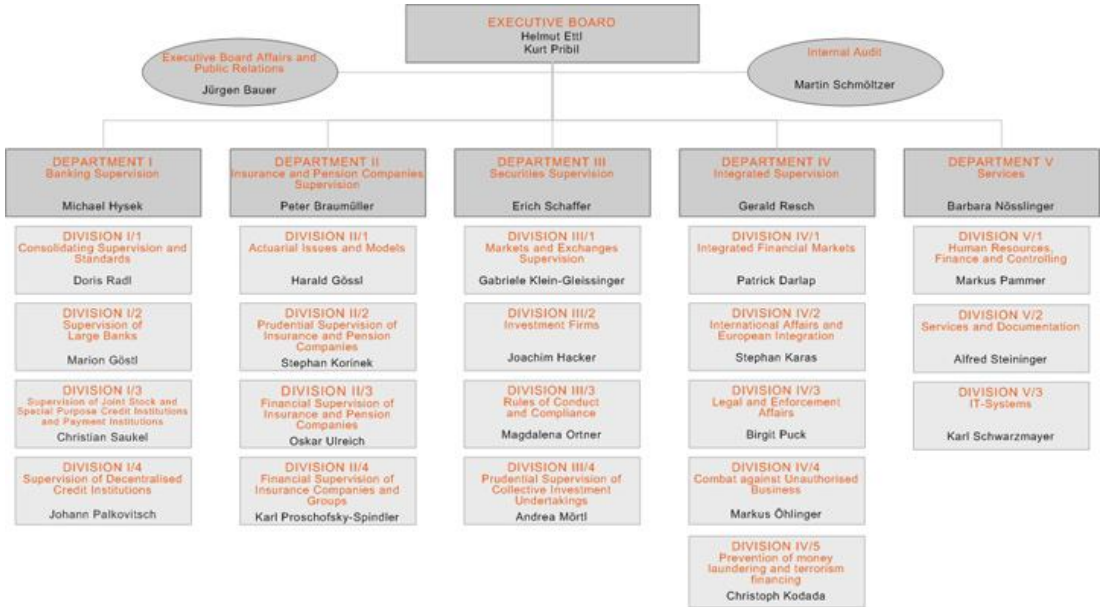 EXECUTIVE BOARD
Helmut Ettl
Kurt Pribil
Executive Board Affairs and
Public Relations
Jürgen Bauer
Internal Audit
Martin Schmöltzer
DEPARTMENT I
Banking Supervision
Michael Hysek
DIVISION I/1
Consolidating Supervision and
Standards
Doris Radl
DIVISION I/2
Supervision of
Large Banks
Marion Göstl
DIVISION I/3
Supervision of Joint Stock and
Special Purpose Credit Institutions
and Payment Institutions
Christian Saukel
DIVISION I/4
Supervision of Decentralised
Credit Institutions
Johann Palkovitsch
DEPARTMENT II
Insurance and Pension Companies
Supervision
Peter Braumüller
DIVISION II/1
Actuarial Issues and Models
Harald Gössl
DIVISION II/2
Prudential Supervision of
Insurance and Pension
Companies
Stephan Korinek
DIVISION II/3
Financial Supervision of
Insurance and Pension
Companies
Oskar Ulreich
DIVISION II/4
Financial Supervision of
Insurance Companies and
Groups
Karl Proschofsky-Spindler
DEPARTMENT III
Securities Supervision
Erich Schaffer
DIVISION III/1
Markets and Exchanges
Supervision
Gabriele Klein-Gleissinger
DIVISION III/2
Investment Firms
Joachim Hacker
DIVISION III/3
Rules of Conduct
and Compliance
Magdalena Ortner
DIVISION III/4
Prudential Supervision of
Collective Investment
Undertakings
Andrea Mörtl
DEPARTMENT IV
Integrated Supervision
Gerald Resch
DIVISION IV/1
Integrated Financial Markets
Patrick Darlap
DIVISION IV/2
International Affairs and
European Integration
Stephan Karas
DIVISION IV/3
Legal and Enforcement
Affairs
Birgit Puck
DIVISION IV/4
Combat against Unauthorised
Business
Markus Öhlinger
DIVISION IV/5
Prevention of money
laundering and terrorism
financing
Christoph Kodada
DEPARTMENT V
Services
Barbara Nösslinger
DIVISION V/1
Human Resources,
Finance and Controlling
Markus Pammer
DIVISION V/2
Services and Documentation
Alfred Steininger
DIVISION V/3
IT-Systems
Karl Schwarzmayer